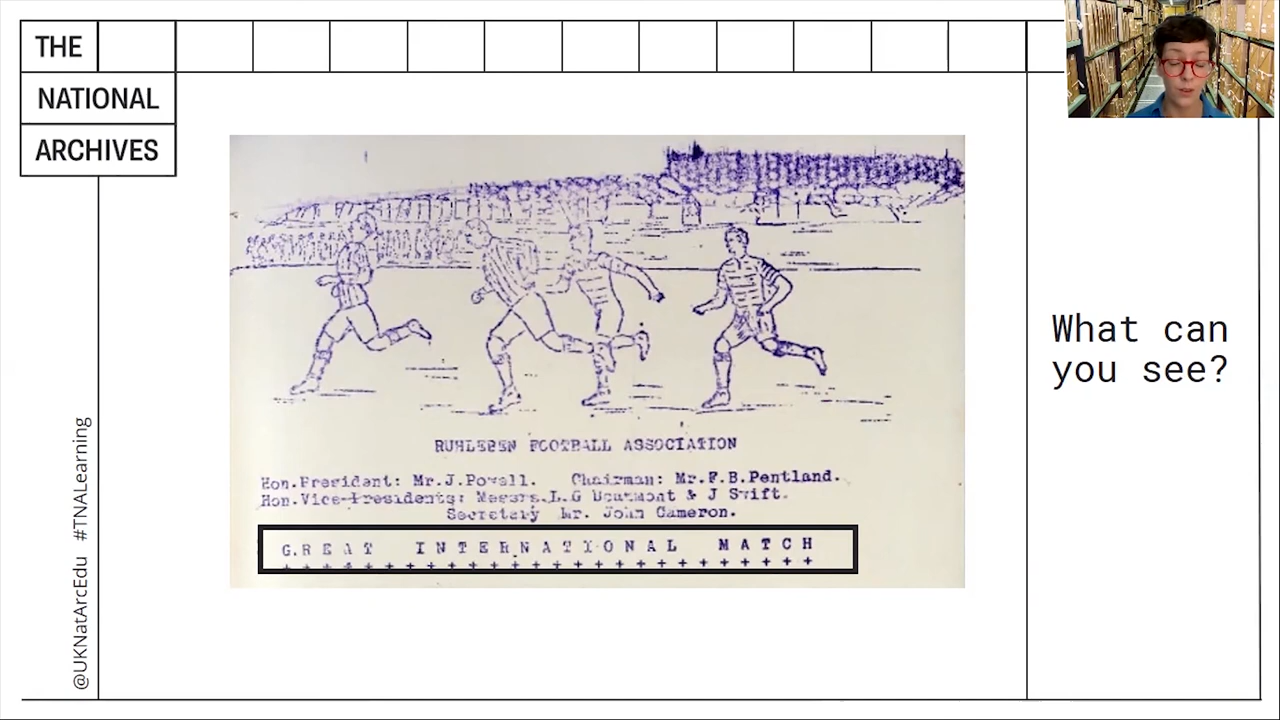 THE
NATIONAL
ARCHIVES
@UKNatArcEdu #TNALearning
RUHLEBEN FOOTBALL ASSOCIATION
Hon.President: Mr.J.Powell. Chairman: Mr.F.B.Pentland.
Hon.Vice-Presidents: Messrs.L.G Beaumont & J Swift.
Secretary Mr. John Cameron.
GREAT INTERNATIONAL MATCH
+ + + + + + + + + + + + + + + + + + + + + + + + + +
What can
you see?